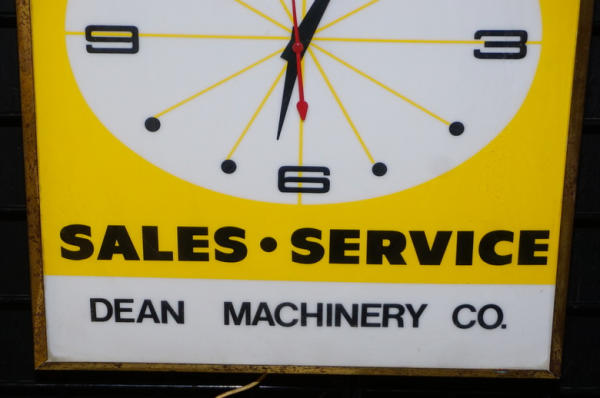 9 3
6
SALES • SERVICE
DEAN MACHINERY CO.